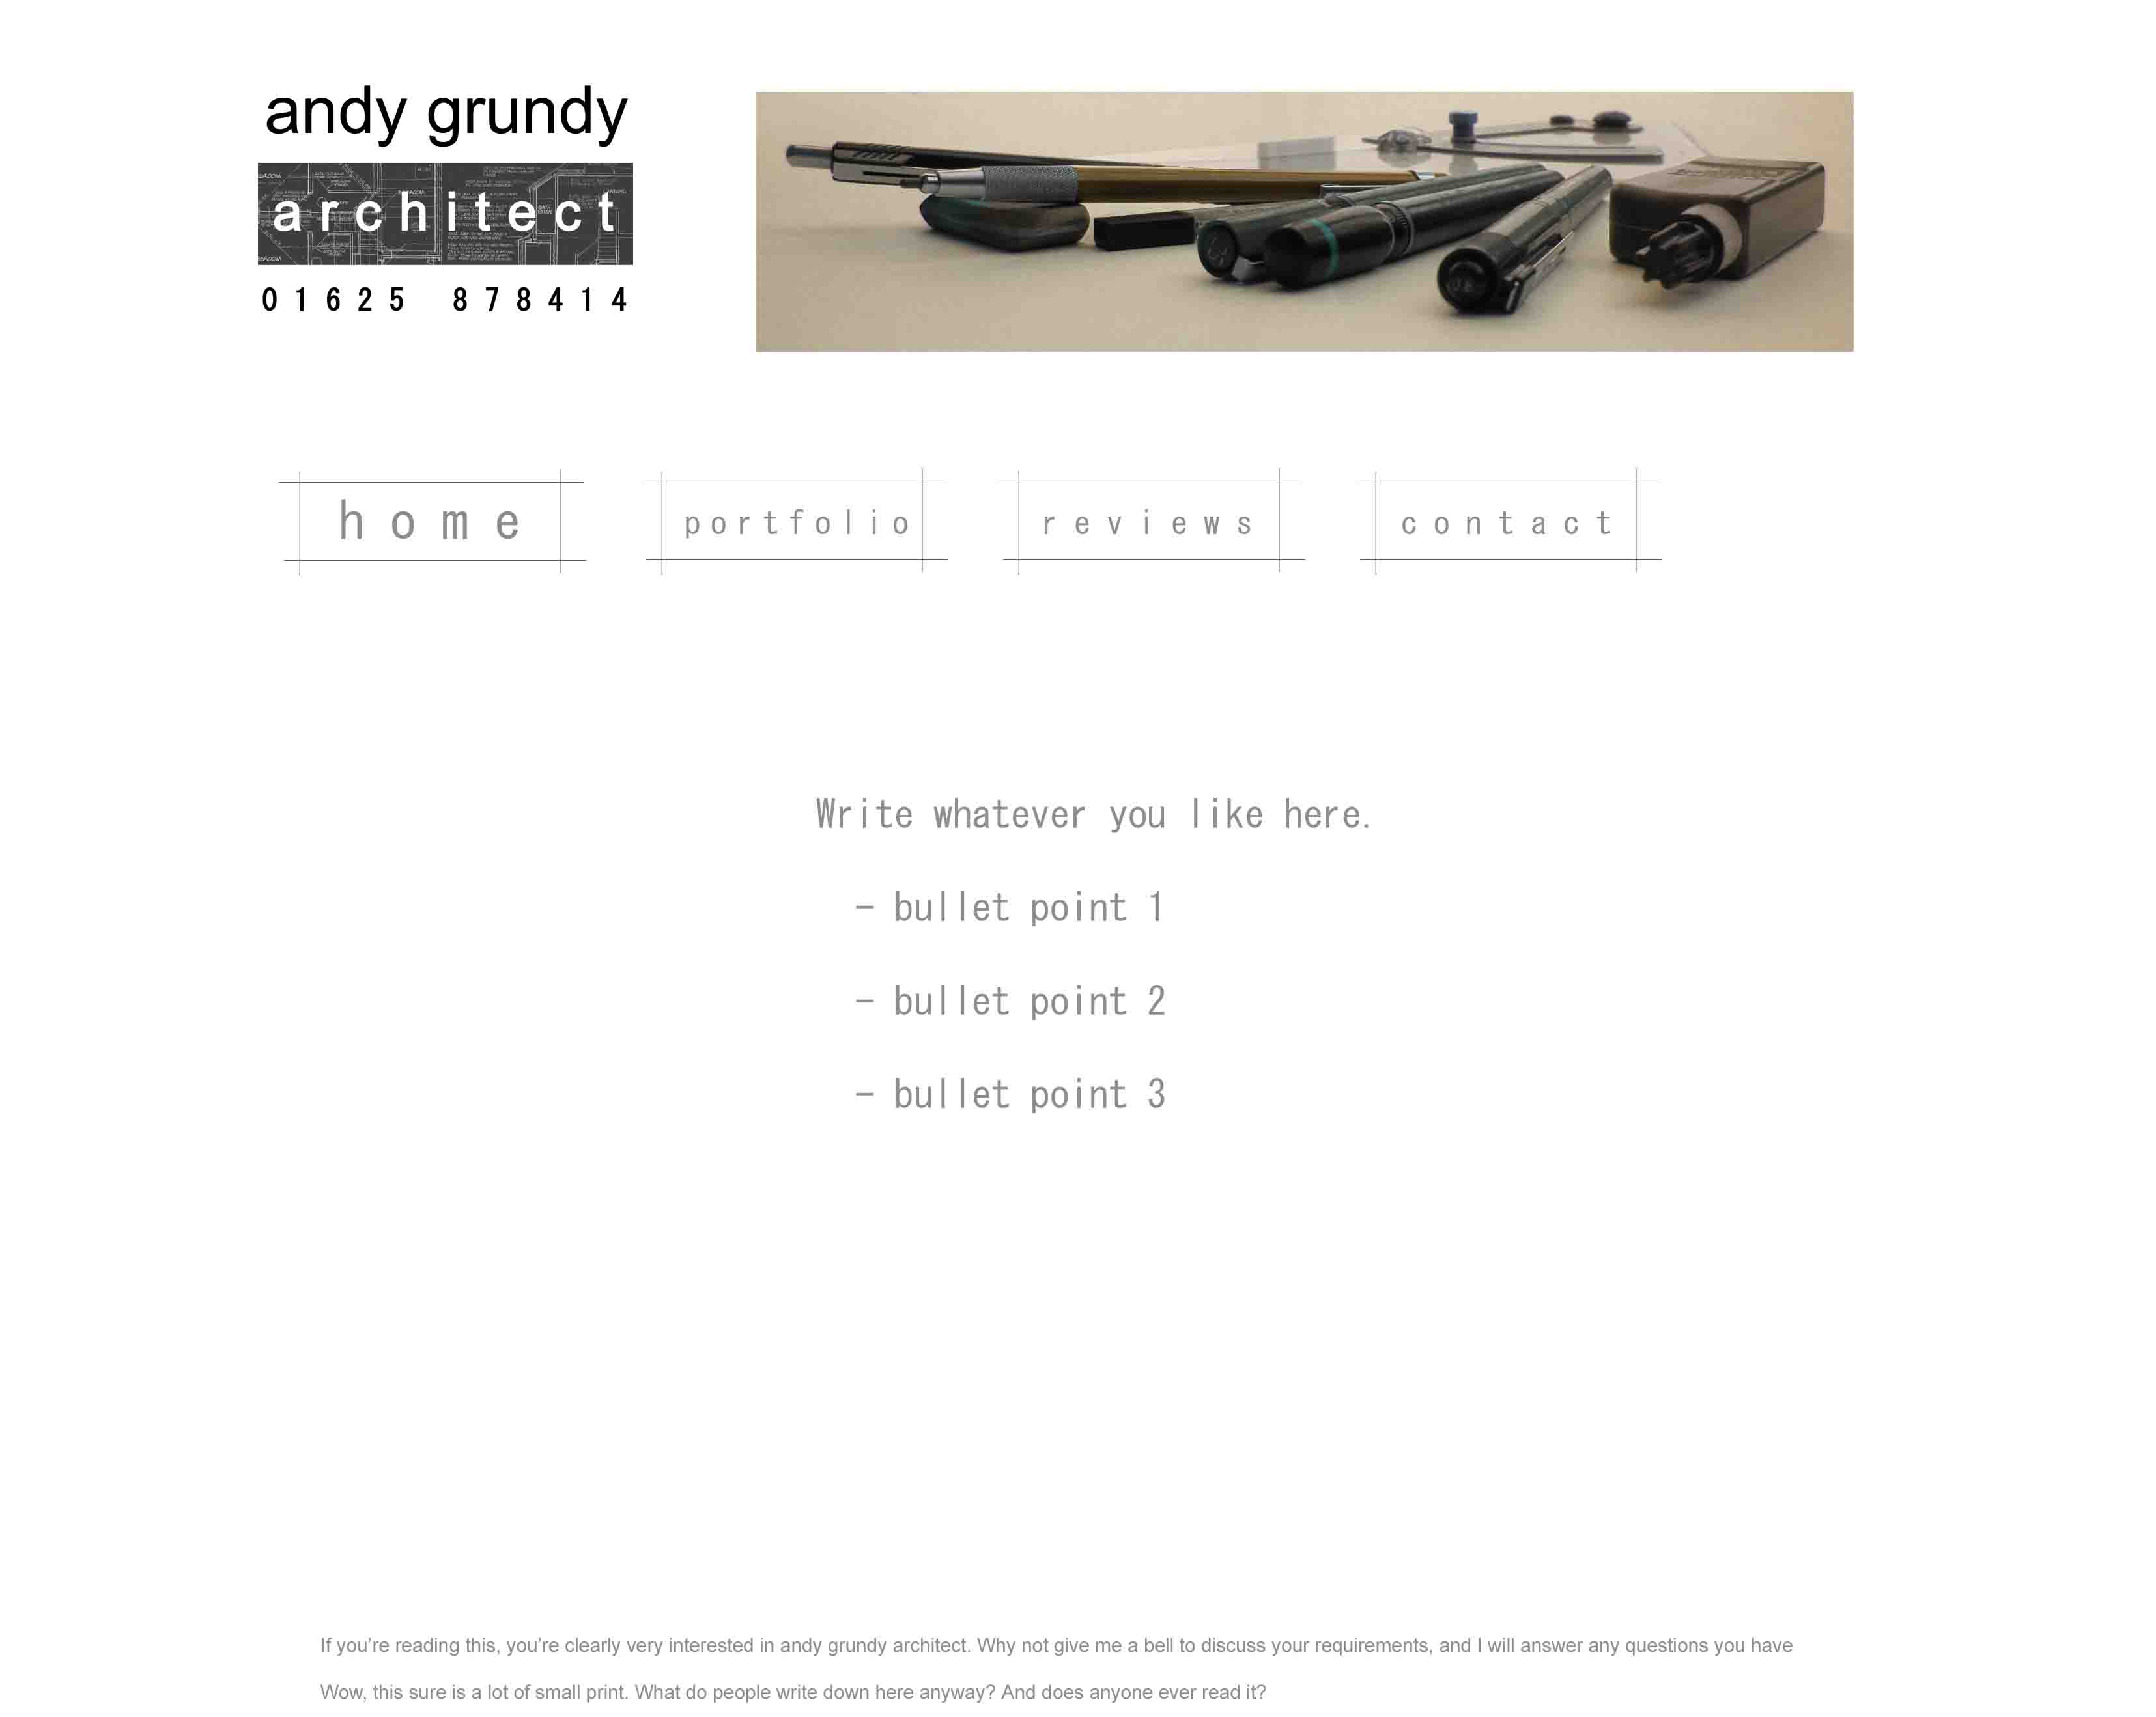 andy grundy
architect
01625 878414
home
portfolio
reviews
contact
Write whatever you like here.
- bullet point 1
- bullet point 2
- bullet point 3
If you’re reading this, you’re clearly very interested in andy grundy architect. Why not give me a bell to discuss your requirements, and I will answer any questions you have
Wow, this sure is a lot of small print. What do people write down here anyway? And does anyone ever read it?